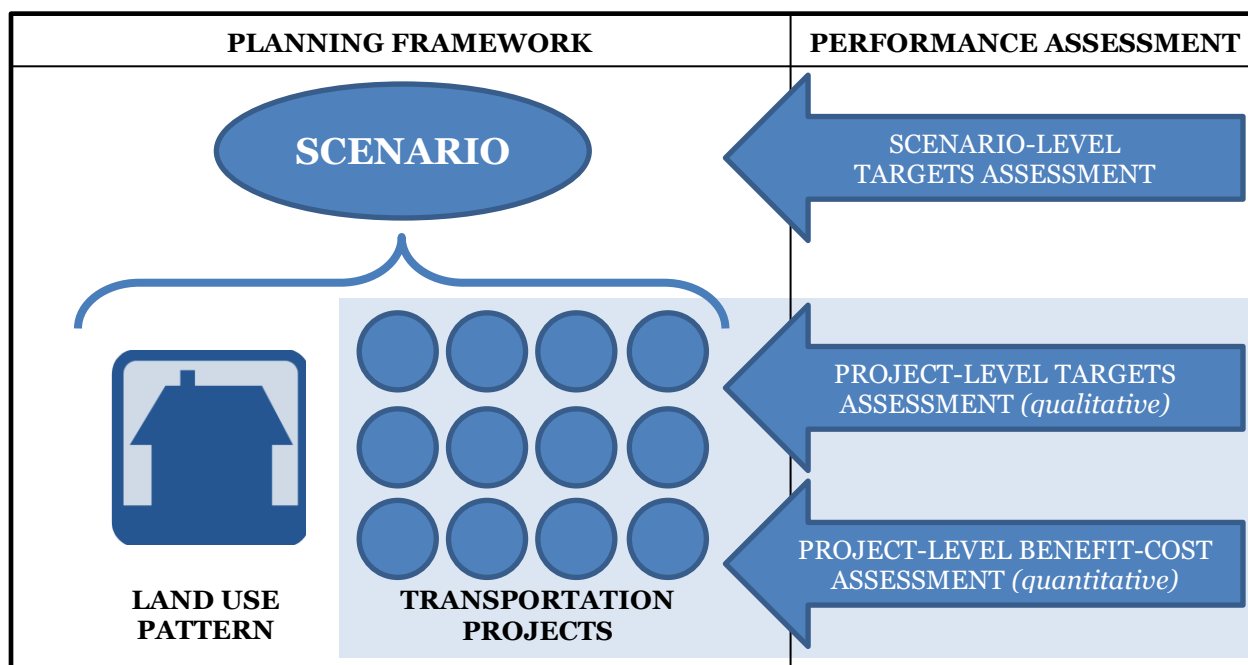 PLANNING FRAMEWORK
PERFORMANCE ASSESSMENT
SCENARIO
SCENARIO-LEVEL
TARGETS ASSESSMENT
PROJECT-LEVEL TARGETS
ASSESSMENT (qualitative)
PROJECT-LEVEL BENEFIT-COST
ASSESSMENT (quantitative)
LAND USE
PATTERN
TRANSPORTATION
PROJECTS